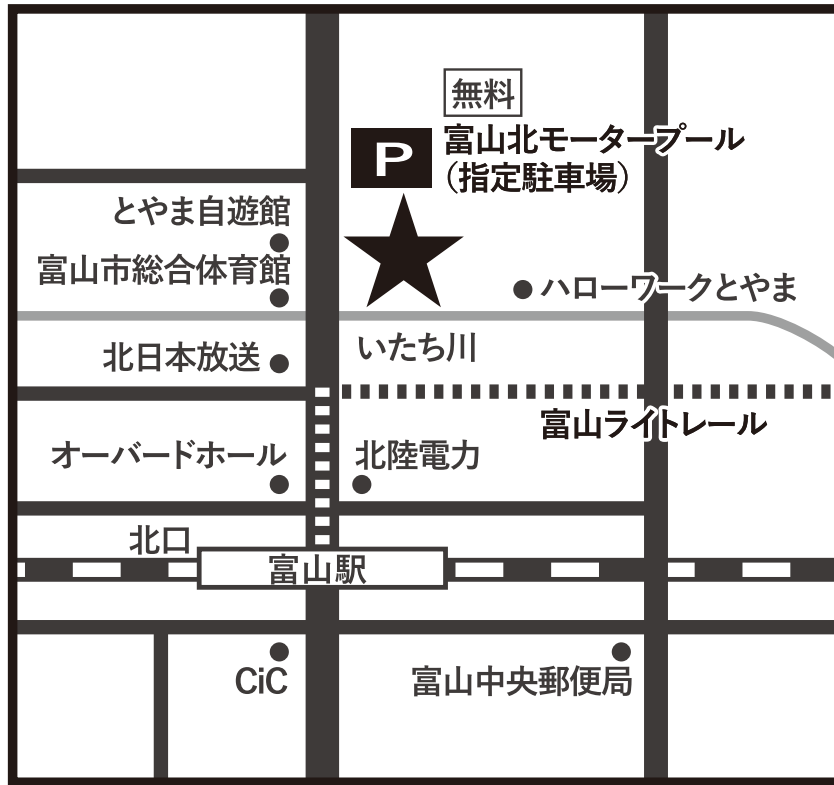 無料
P
富山北モータープール
（指定駐車場）
とやま自遊館
富山市総合体育館
ハローワークとやま
いたち川
北日本放送
富山ライトレール
オーバードホール
北陸電力
北口
富山駅
CiC
富山中央郵便局